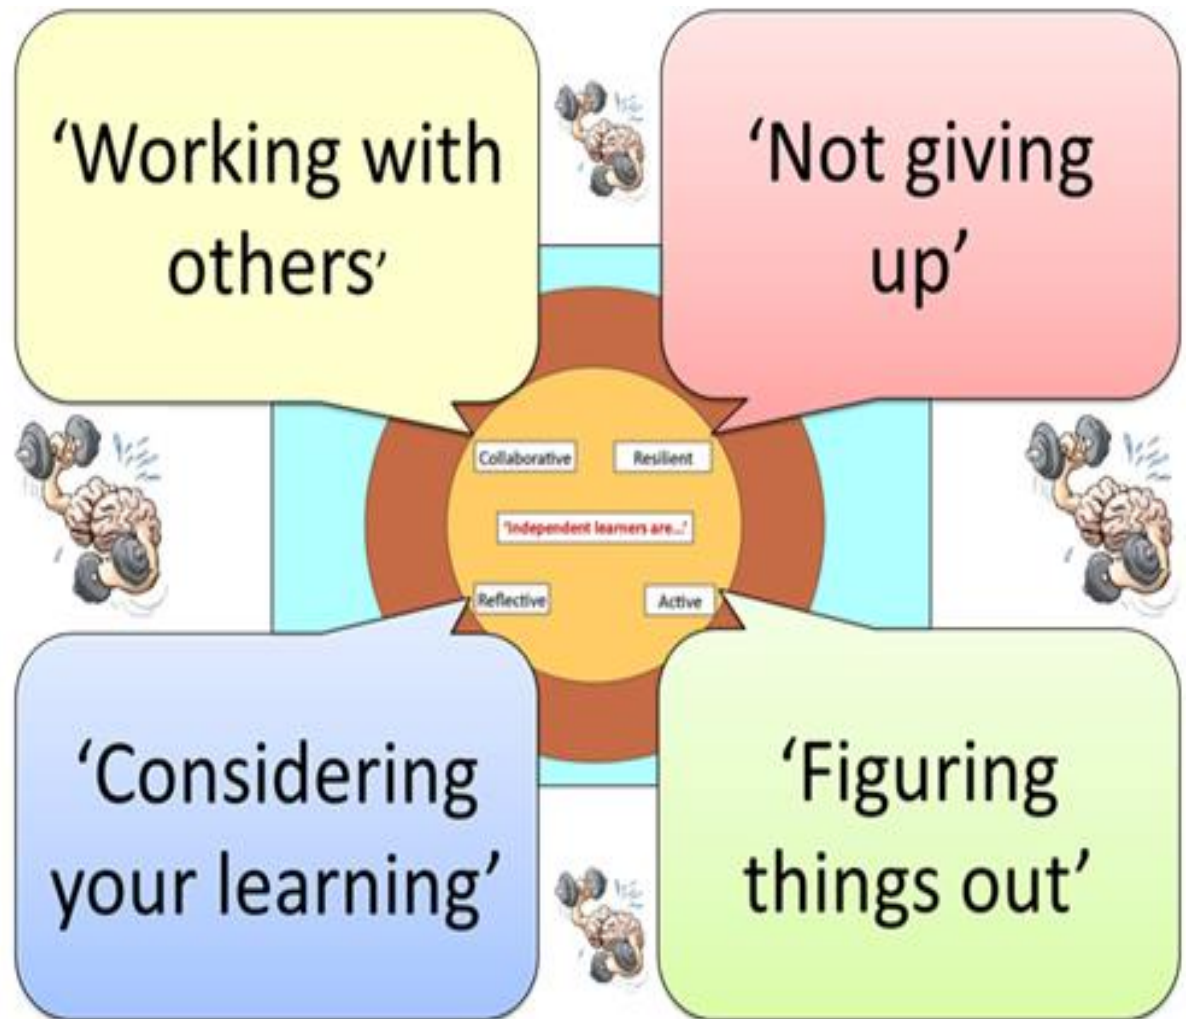 ‘Working with
others’
‘Not giving
up’
Collaborative
Resilient
‘Independent learners are...’
Reflective
Active
‘Considering
your learning’
‘Figuring
things out’